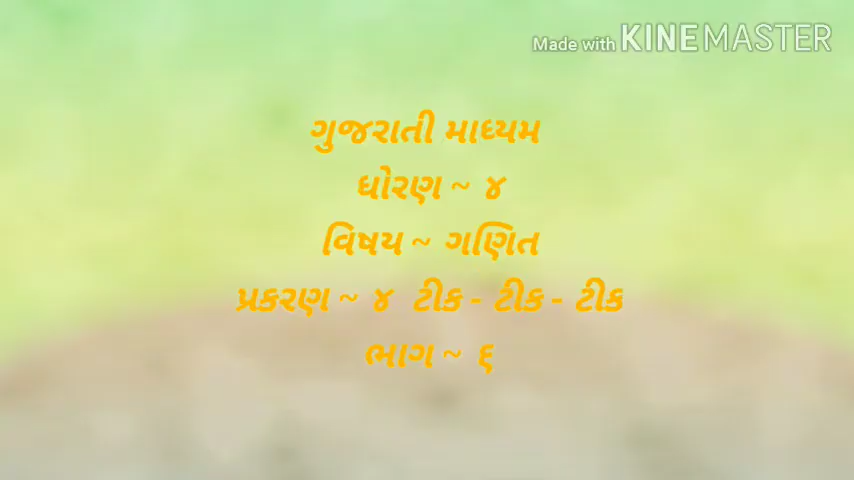 Made with KINEMASTER
ગુજરાતી માધ્યમ
ધોરણ ~ ૪
વિષય ~ ગણિત
પ્રકરણ ~ ૪ ટીક - ટીક - ટીક
ભાગ ~ ૬